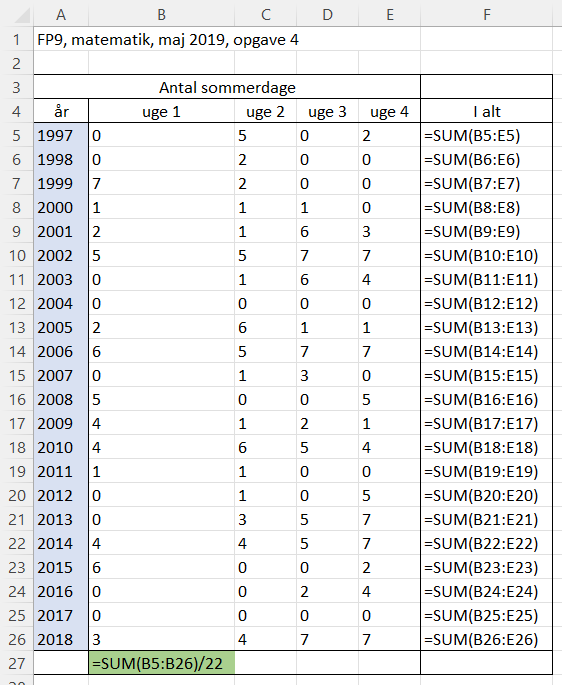 A B C D E F
1 FP9, matematik, maj 2019, opgave 4
2
3 Antal sommerdage
4 år uge 1 uge 2 uge 3 uge 4 I alt
5 1997 0 5 0 2 =SUM(B5:E5)
6 1998 0 2 0 0 =SUM(B6:E6)
7 1999 7 2 0 0 =SUM(B7:E7)
8 2000 1 1 1 0 =SUM(B8:E8)
9 2001 2 1 6 3 =SUM(B9:E9)
10 2002 5 5 7 7 =SUM(B10:E10)
11 2003 0 1 6 4 =SUM(B11:E11)
12 2004 0 0 0 0 =SUM(B12:E12)
13 2005 2 6 1 1 =SUM(B13:E13)
14 2006 6 5 7 7 =SUM(B14:E14)
15 2007 0 1 3 0 =SUM(B15:E15)
16 2008 5 0 0 5 =SUM(B16:E16)
17 2009 4 1 2 1 =SUM(B17:E17)
18 2010 4 6 5 4 =SUM(B18:E18)
19 2011 1 1 0 0 =SUM(B19:E19)
20 2012 0 1 0 5 =SUM(B20:E20)
21 2013 0 3 5 7 =SUM(B21:E21)
22 2014 4 4 5 7 =SUM(B22:E22)
23 2015 6 0 0 2 =SUM(B23:E23)
24 2016 0 0 2 4 =SUM(B24:E24)
25 2017 0 0 0 0 =SUM(B25:E25)
26 2018 3 4 7 7 =SUM(B26:E26)
27 =SUM(B5:B26)/22